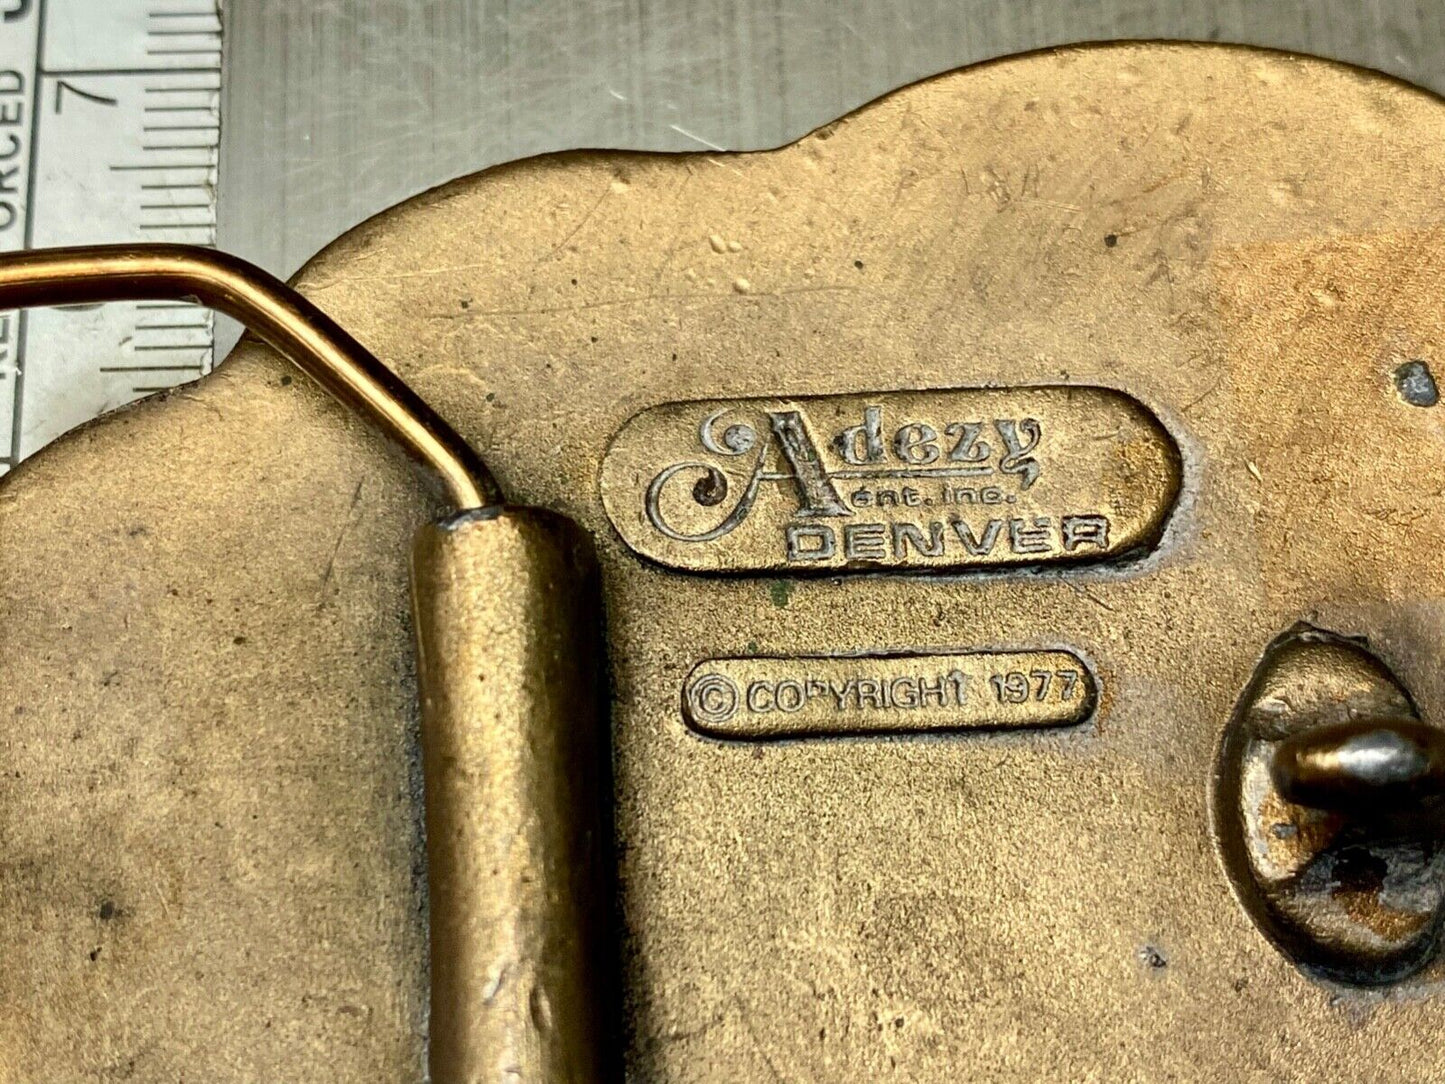 Adezy
ent. inc.
DENVER
© COPYRIGHT 1977
7